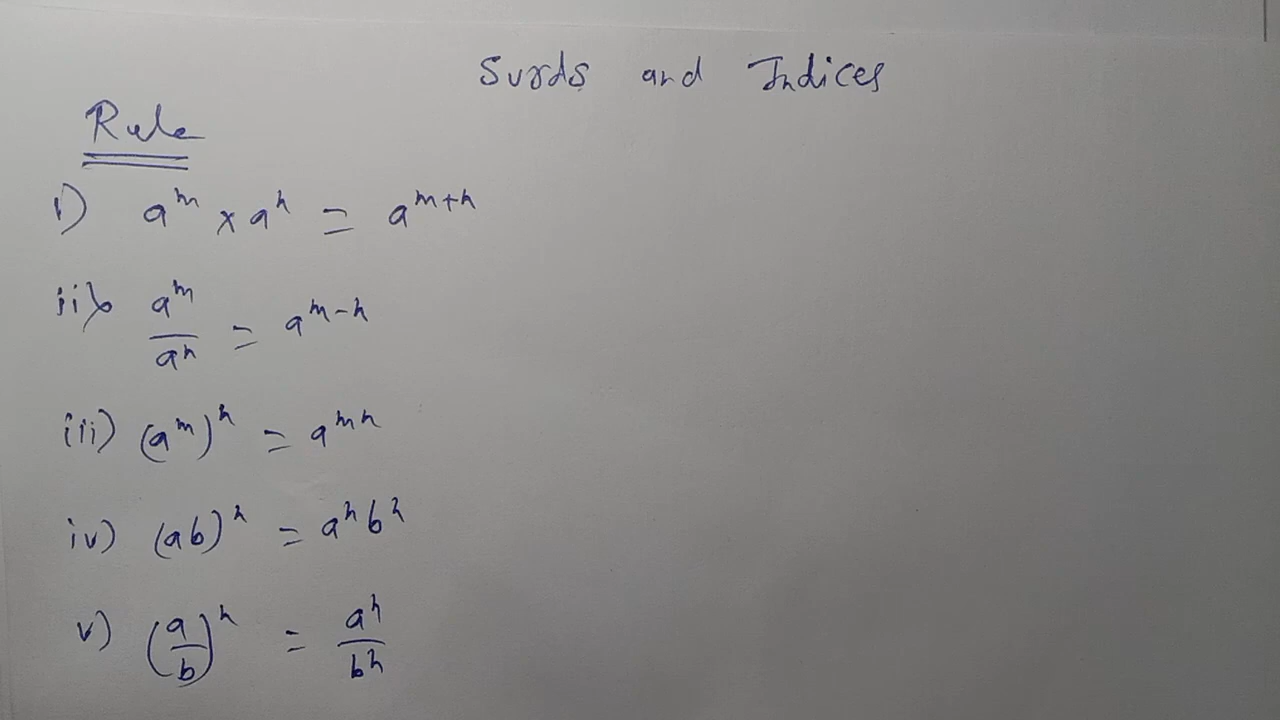 Surds and Indices
Rule
i) a^m × a^n = a^(m+n)
ii) a^m / a^n = a^(m-n)
iii) (a^m)^n = a^(mn)
iv) (ab)^n = a^n b^n
v) (a/b)^n = a^n / b^n